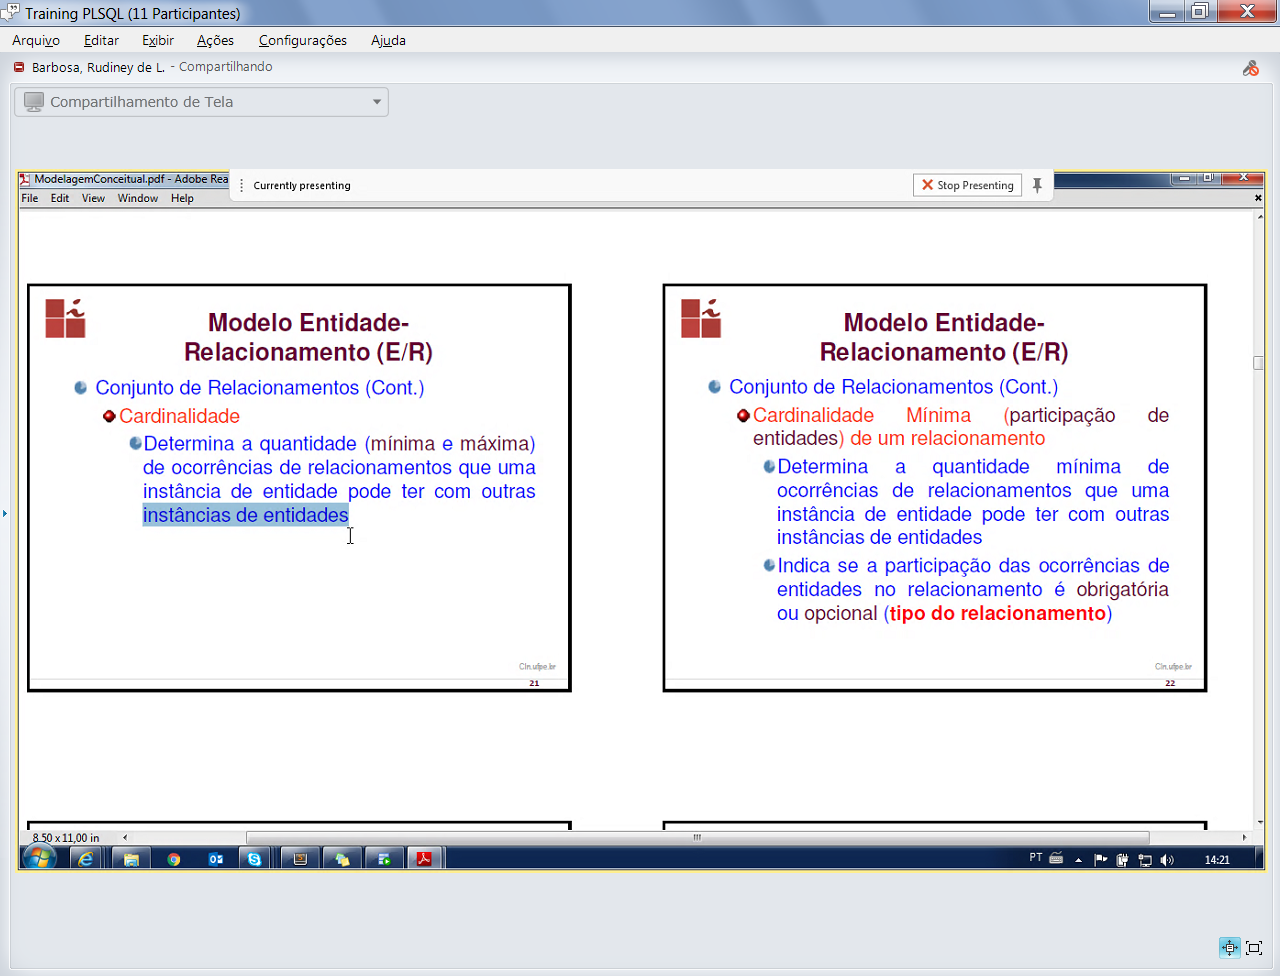 Training PLSQL (11 Participantes)
Arquivo Editar Exibir Ações Configurações Ajuda
Barbosa, Rudiney de L. - Compartilhando
Compartilhamento de Tela
ModelagemConceitual.pdf - Adobe Rea
Currently presenting
Stop Presenting
File Edit View Window Help
Modelo Entidade-
Relacionamento (E/R)
Conjunto de Relacionamentos (Cont.)
Cardinalidade
Determina a quantidade (mínima e máxima)
de ocorrências de relacionamentos que uma
instância de entidade pode ter com outras
instâncias de entidades
CIn.ufpe.br
21
Modelo Entidade-
Relacionamento (E/R)
Conjunto de Relacionamentos (Cont.)
Cardinalidade Mínima (participação de
entidades) de um relacionamento
Determina a quantidade mínima de
ocorrências de relacionamentos que uma
instância de entidade pode ter com outras
instâncias de entidades
Indica se a participação das ocorrências de
entidades no relacionamento é obrigatória
ou opcional (tipo do relacionamento)
CIn.ufpe.br
22
8,50 x 11,00 in
PT
14:21